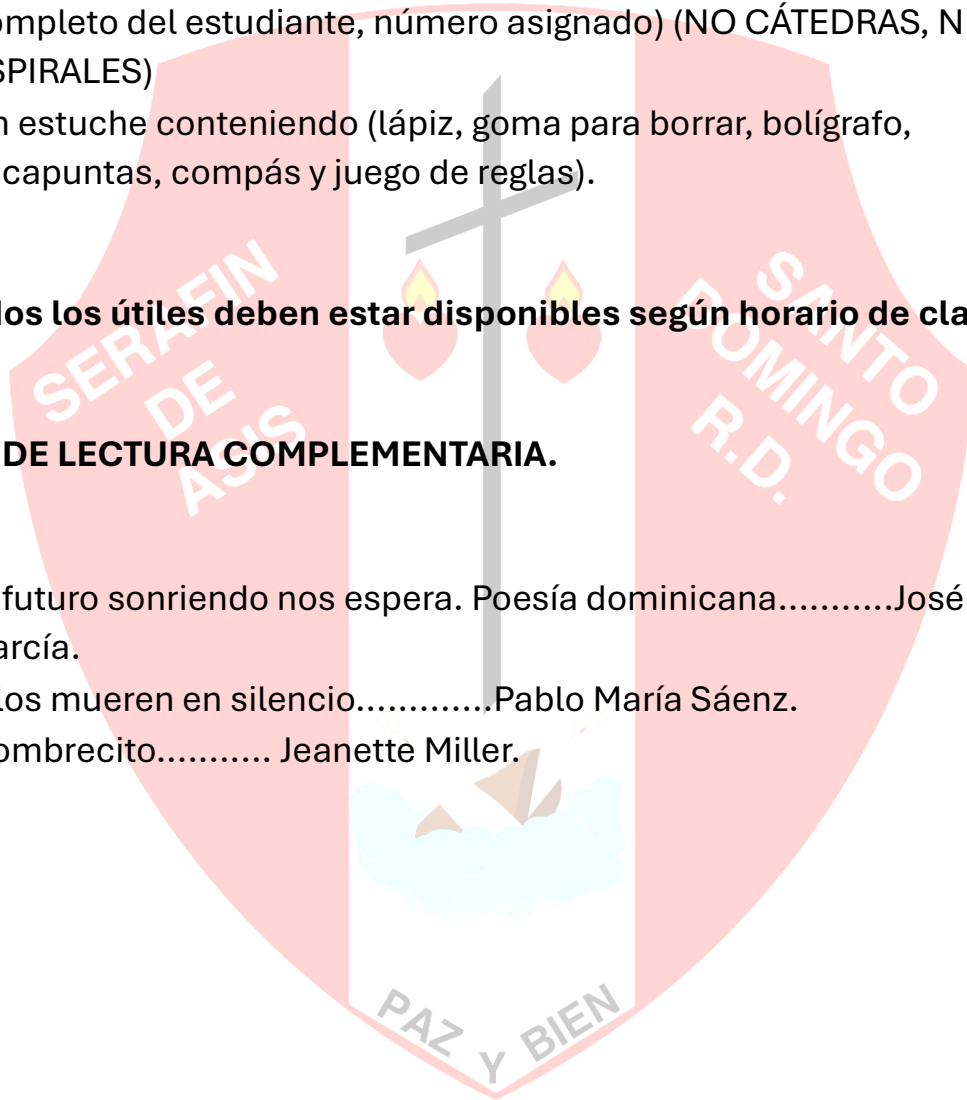 ompleto del estudiante, número asignado) (NO CÁTEDRAS, N
SPIRALES)
n estuche conteniendo (lápiz, goma para borrar, bolígrafo,
capuntas, compás y juego de reglas).
dos los útiles deben estar disponibles según horario de cla
DE LECTURA COMPLEMENTARIA.
futuro sonriendo nos espera. Poesía dominicana...........José
arcía.
los mueren en silencio.............Pablo María Sáenz.
ombrecito........... Jeanette Miller.
SERAFIN
DE
ASIS
SANTO
DOMINGO
R.D.
PAZ Y BIEN